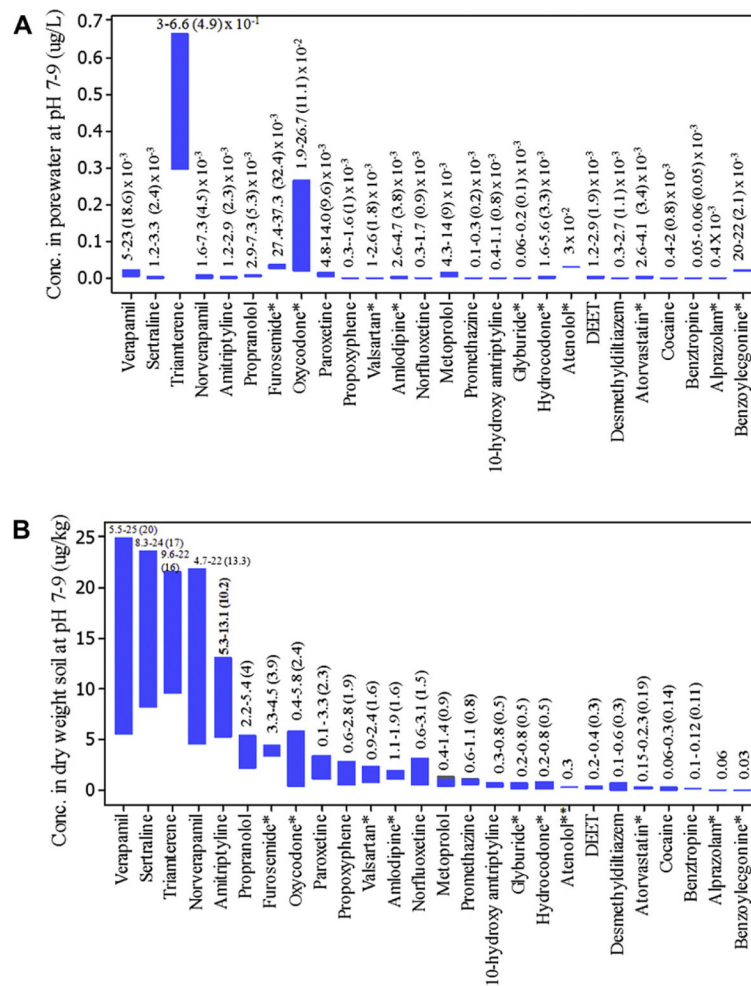 A
Conc. in porewater at pH 7-9 (ug/L)
0.7
0.6
0.5
0.4
0.3
0.2
0.1
0.0
5-23 (18.6) x 10-3
1.2-3.3 (2.4) x 10-3
3-6.6 (4.9) x 10-1
1.6-7.3 (4.5) x 10-3
1.2-2.9 (2.3) x 10-3
2.9-7.3 (5.3) x 10-3
27.4-37.3 (32.4) x 10-3
1.9-26.7 (11.1) x 10-2
4.8-14.0 (9.6) x 10-3
0.3--1.6 (1) x 10-3
1-2.6 (1.8) x 10-3
2.6-4.7 (3.8) x 10-3
0.3-1.7 (0.9) x 10-3
4.3-14 (9) x 10-3
0.1-0.3 (0.2) x 10-3
0.4-1.1 (0.8) x 10-3
0.06-0.2 (0.1) x 10-3
1.6-5.6 (3.3) x 10-3
3 x 10-2
1.2-2.9 (1.9) x 10-3
0.3-2.7 (1.1) x 10-3
2.6-4.1 (3.4) x 10-3
0.4-2 (0.8) x 10-3
0.05-0.06 (0.05) x 10-3
0.4 X 10-3
20-22 (2.1) x 10-3
Verapamil
Sertraline
Trianterene
Norverapamil
Amitriptyline
Propranolol
Furosemide*
Oxycodone*
Paroxetine
Propoxyphene
Valsartan*
Amlodipine*
Norfluoxetine
Metoprolol
Promethazine
10-hydroxy amtriptyline
Glyburide*
Hydrocodone*
Atenolol*
DEET
Desmethyldiltiazem
Atorvastatin*
Cocaine
Benztropine
Alprazolam*
Benzoylecgonine*
B
Conc. in dry weight soil at pH 7-9 (ug/kg)
25
20
15
10
5
0
5.5-25 (20)
8.3-24 (17)
9.6-22
(16)
4.7-22 (13.3)
5.3-13.1 (10.2)
2.2-5.4 (4)
3.3-4.5 (3.9)
0.4-5.8 (2.4)
0.1-3.3 (2.3)
0.6-2.8 (1.9)
0.9-2.4 (1.6)
1.1-1.9 (1.6)
0.6-3.1 (1.5)
0.4-1.4 (0.9)
0.6-1.1 (0.8)
0.3-0.8 (0.5)
0.2-0.8 (0.5)
0.2-0.8 (0.5)
0.3
0.2-0.4 (0.3)
0.1-0.6 (0.3)
0.15-0.2.3 (0.19)
0.06-0.3 (0.14)
0.1-0.12 (0.11)
0.06
0.03
Verapamil
Sertraline
Trianterene
Norverapamil
Amitriptyline
Propranolol
Furosemide*
Oxycodone*
Paroxetine
Propoxyphene
Valsartan*
Amlodipine*
Norfluoxetine
Metoprolol
Promethazine
10-hydroxy amtriptyline
Glyburide*
Hydrocodone*
Atenolol**
DEET
Desmethyldiltiazem
Atorvastatin*
Cocaine
Benztropine
Alprazolam*
Benzoylecgonine*